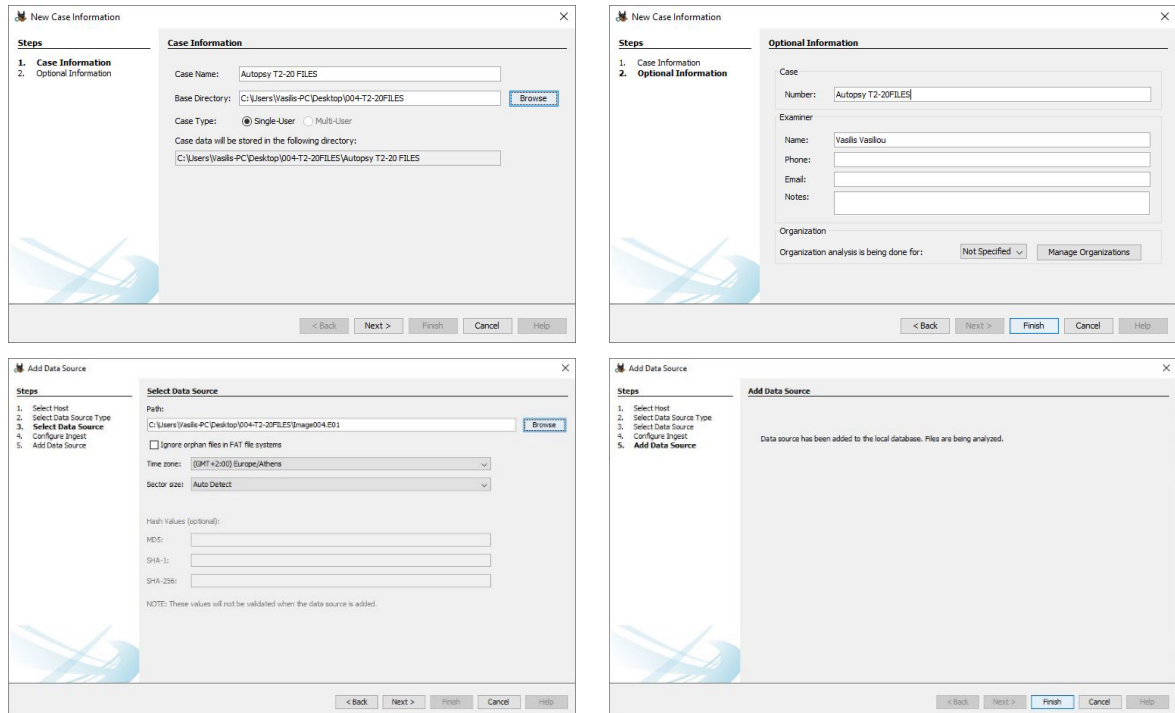 New Case Information
Steps
1. Case Information
2. Optional Information
Case Information
Case Name: Autopsy T2-20 FILES
Base Directory: C:\Users\Vasilis-PC\Desktop\004-T2-20FILES Browse
Case Type: Single-User Multi-User
Case data will be stored in the following directory:
C:\Users\Vasilis-PC\Desktop\004-T2-20FILES\Autopsy T2-20 FILES
< Back Next > Finish Cancel Help
New Case Information
Steps
1. Case Information
2. Optional Information
Optional Information
Case
Number: Autopsy T2-20FILES
Examiner
Name: Vasilis Vasiliou
Phone:
Email:
Notes:
Organization
Organization analysis is being done for: Not Specified Manage Organizations
< Back Next > Finish Cancel Help
Add Data Source
Steps
1. Select Host
2. Select Data Source Type
3. Select Data Source
4. Configure Ingest
5. Add Data Source
Select Data Source
Path:
C:\Users\Vasilis-PC\Desktop\004-T2-20FILES\Image004.E01 Browse
Ignore orphan files in FAT file systems
Time zone: (GMT+2:00) Europe/Athens
Sector size: Auto Detect
Hash Values (optional):
MD5:
SHA-1:
SHA-256:
NOTE: These values will not be validated when the data source is added.
< Back Next > Finish Cancel Help
Add Data Source
Steps
1. Select Host
2. Select Data Source Type
3. Select Data Source
4. Configure Ingest
5. Add Data Source
Add Data Source
Data source has been added to the local database. Files are being analyzed.
< Back Next > Finish Cancel Help